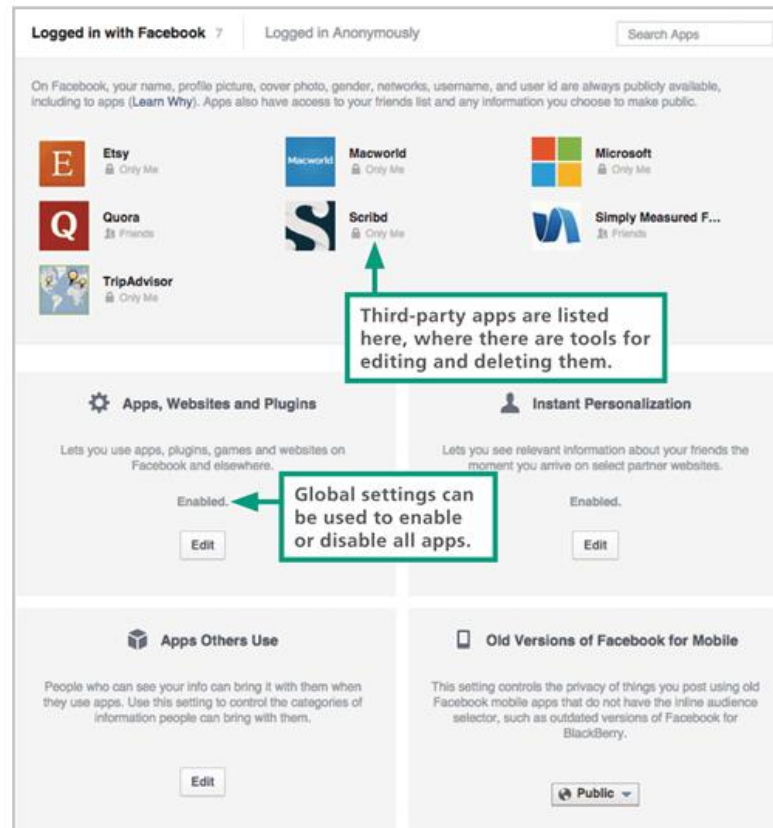 Logged in with Facebook 7
Logged in Anonymously
Search Apps
On Facebook, your name, profile picture, cover photo, gender, networks, username, and user id are always publicly available,
including to apps (Learn Why). Apps also have access to your friends list and any information you choose to make public.
E
Etsy
Only Me
Macworld
Macworld
Only Me
Microsoft
Only Me
Q
Quora
Friends
S
Scribd
Only Me
Simply Measured F...
Friends
TripAdvisor
Only Me
Third-party apps are listed
here, where there are tools for
editing and deleting them.
Apps, Websites and Plugins
Lets you use apps, plugins, games and websites on
Facebook and elsewhere.
Enabled.
Edit
Global settings can
be used to enable
or disable all apps.
Instant Personalization
Lets you see relevant information about your friends the
moment you arrive on select partner websites.
Enabled.
Edit
Apps Others Use
People who can see your info can bring it with them when
they use apps. Use this setting to control the categories of
information people can bring with them.
Edit
Old Versions of Facebook for Mobile
This setting controls the privacy of things you post using old
Facebook mobile apps that do not have the inline audience
selector, such as outdated versions of Facebook for
BlackBerry.
Public